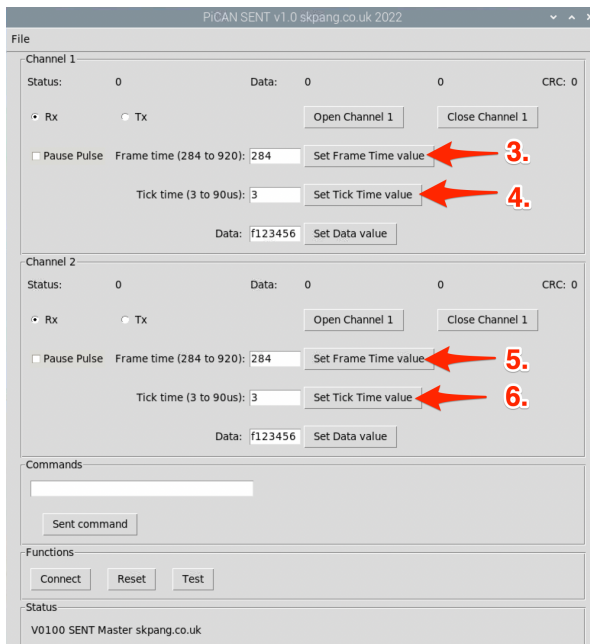 PiCAN SENT v1.0 skpang.co.uk 2022
File
Channel 1
Status: 0 Data: 0 0 CRC: 0
Rx Tx Open Channel 1 Close Channel 1
Pause Pulse Frame time (284 to 920): 284 Set Frame Time value 3.
Tick time (3 to 90us): 3 Set Tick Time value 4.
Data: f123456 Set Data value
Channel 2
Status: 0 Data: 0 0 CRC: 0
Rx Tx Open Channel 1 Close Channel 1
Pause Pulse Frame time (284 to 920): 284 Set Frame Time value 5.
Tick time (3 to 90us): 3 Set Tick Time value 6.
Data: f123456 Set Data value
Commands
Sent command
Functions
Connect Reset Test
Status
V0100 SENT Master skpang.co.uk